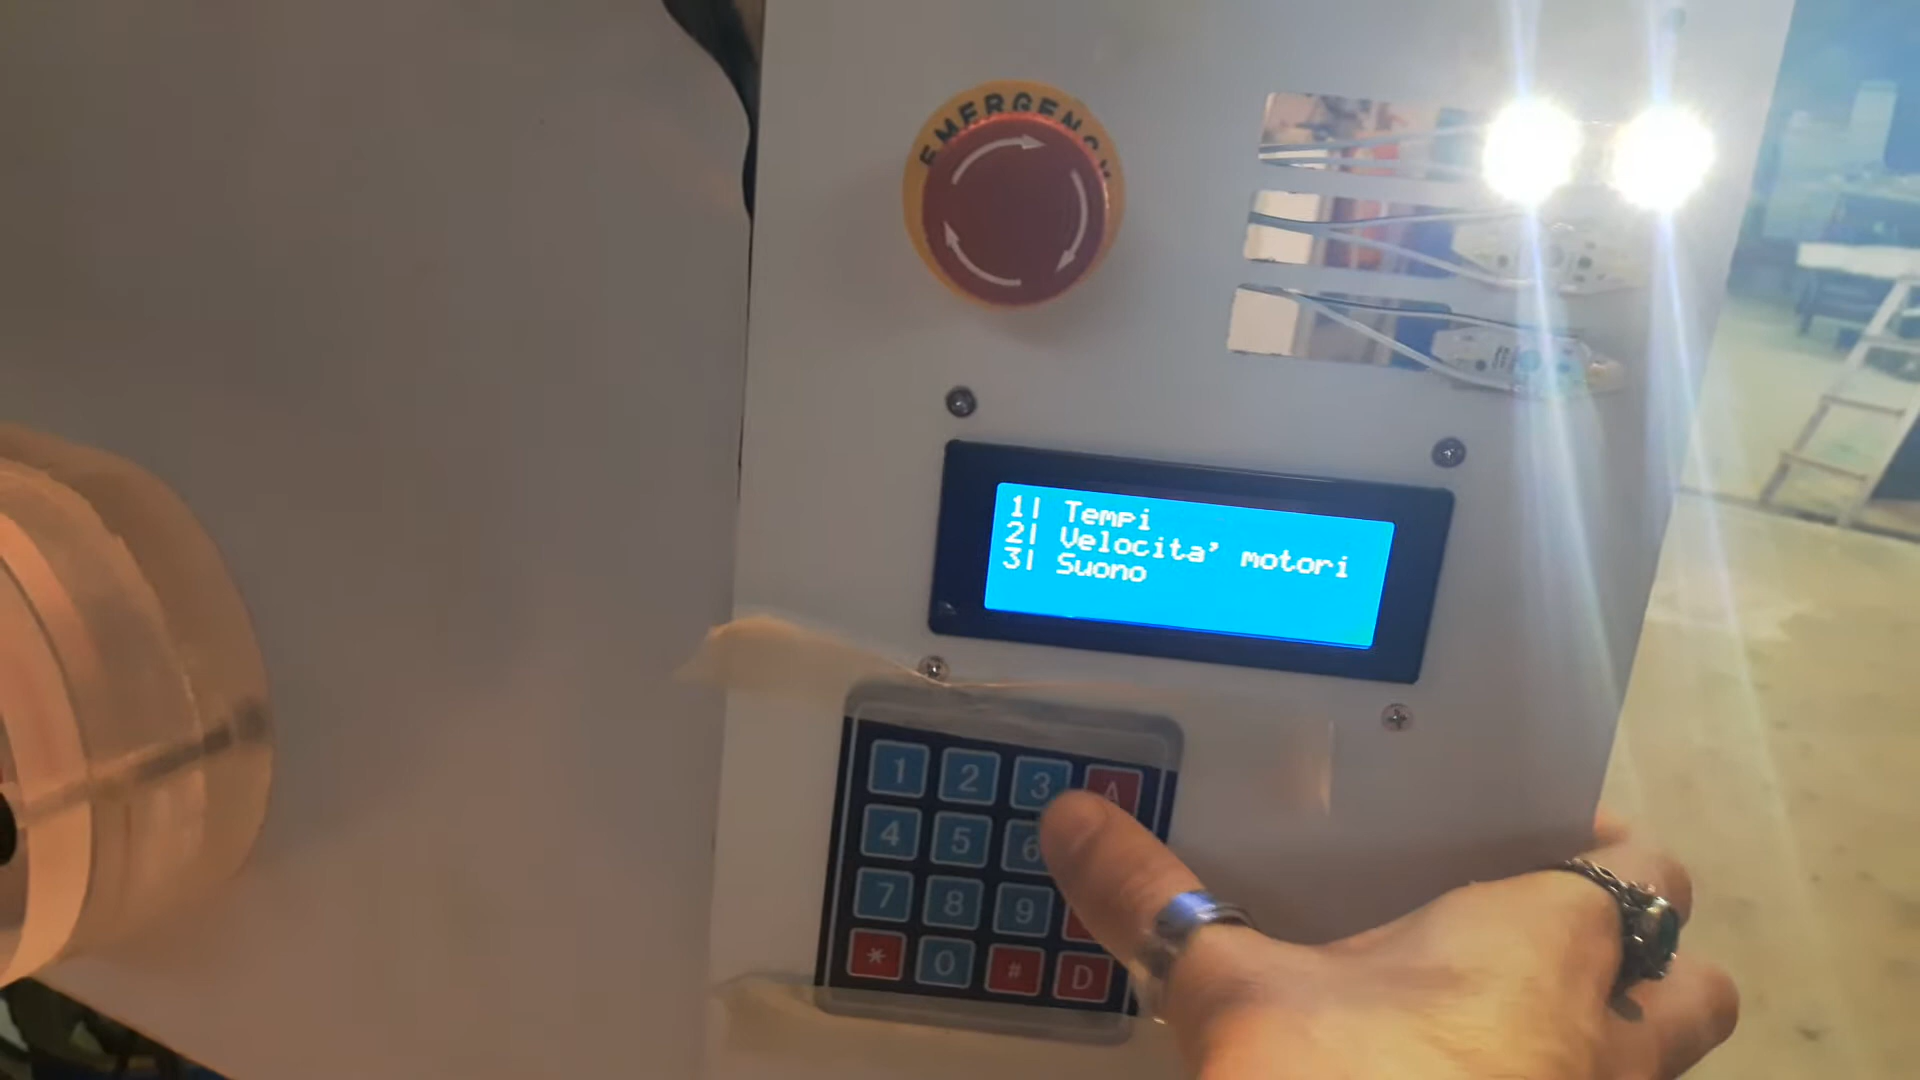 EMERGENCY
1| Tempi
2| Velocita' motori
3| Suono
1 2 3 A
4 5 6
7 8 9
* 0 # D